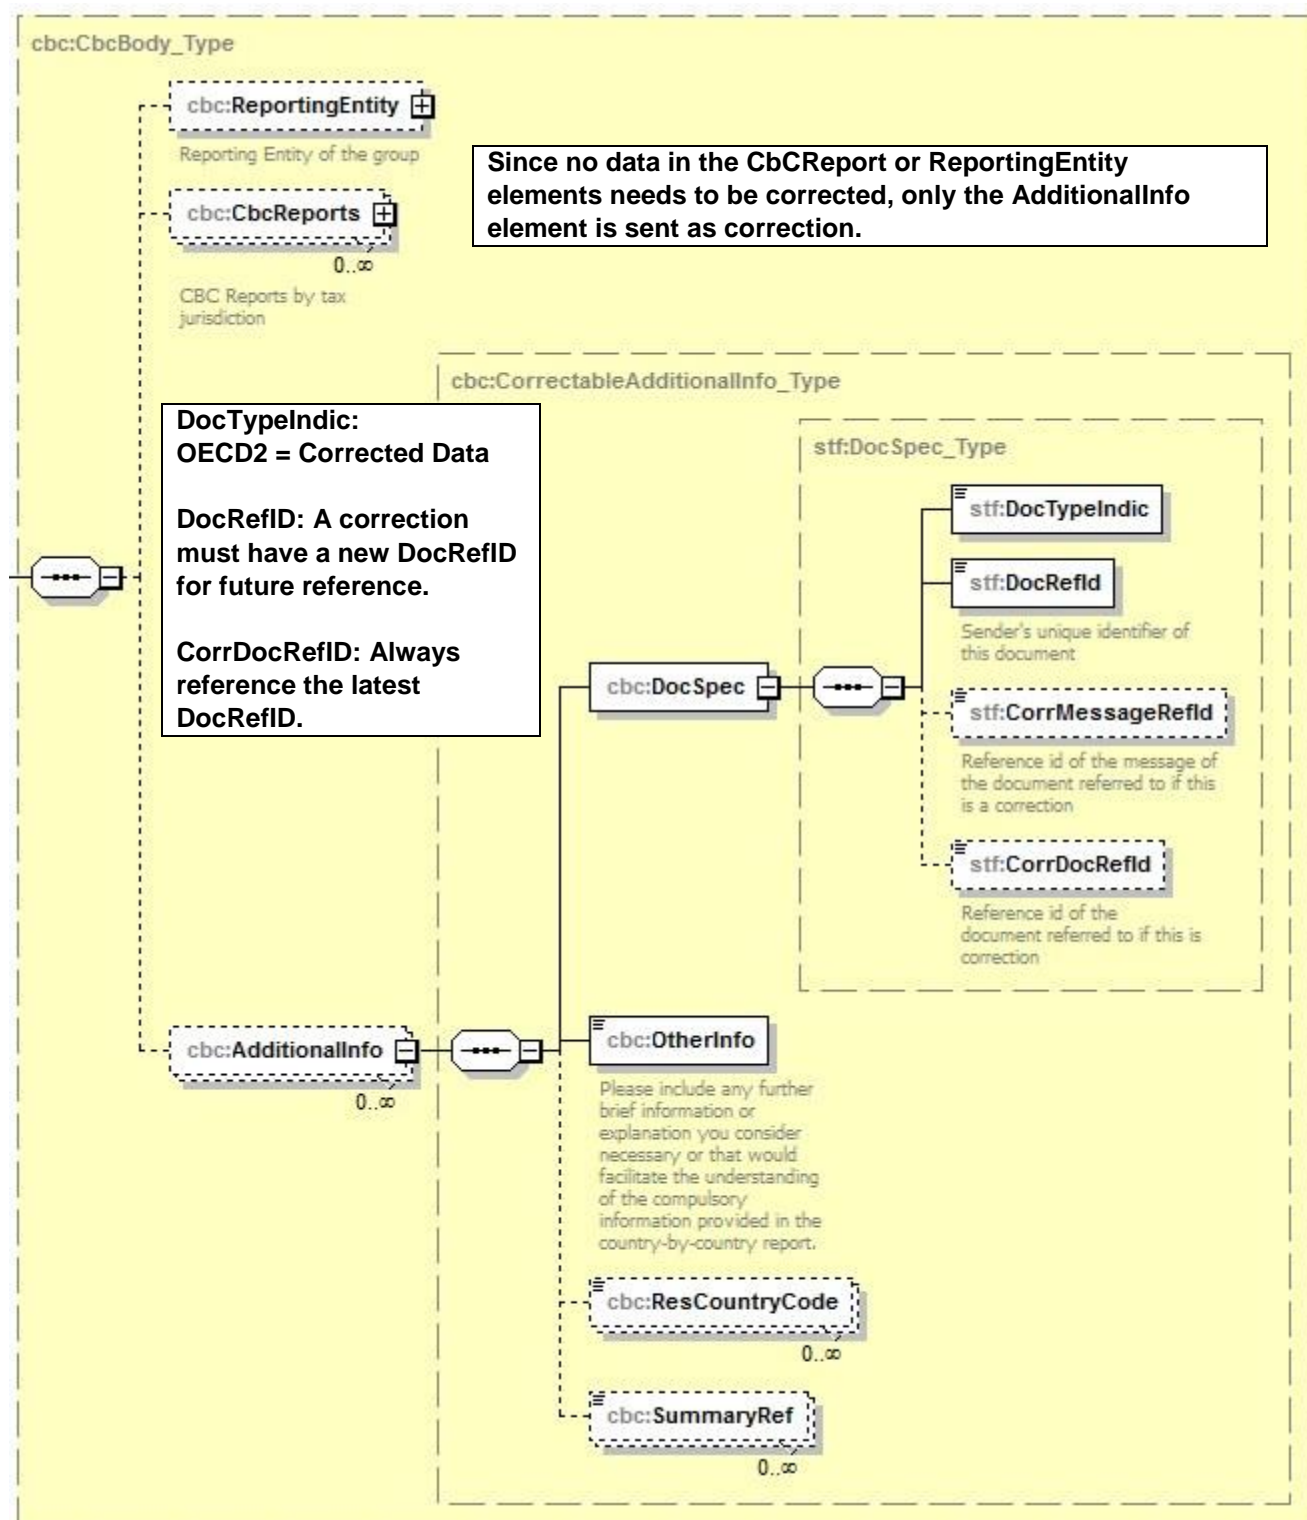 cbc:CbcBody_Type
cbc:ReportingEntity
Reporting Entity of the group
Since no data in the CbCReport or ReportingEntity
elements needs to be corrected, only the AdditionalInfo
element is sent as correction.
cbc:CbcReports
0..∞
CBC Reports by tax
jurisdiction
cbc:CorrectableAdditionalInfo_Type
DocTypeIndic:
OECD2 = Corrected Data
DocRefID: A correction
must have a new DocRefID
for future reference.
CorrDocRefID: Always
reference the latest
DocRefID.
stf:DocSpec_Type
stf:DocTypeIndic
stf:DocRefId
Sender's unique identifier of
this document
cbc:DocSpec
stf:CorrMessageRefId
Reference id of the message of
the document referred to if this
is a correction
stf:CorrDocRefId
Reference id of the
document referred to if this is
correction
cbc:AdditionalInfo
0..∞
cbc:OtherInfo
Please include any further
brief information or
explanation you consider
necessary or that would
facilitate the understanding
of the compulsory
information provided in the
country-by-country report.
cbc:ResCountryCode
0..∞
cbc:SummaryRef
0..∞